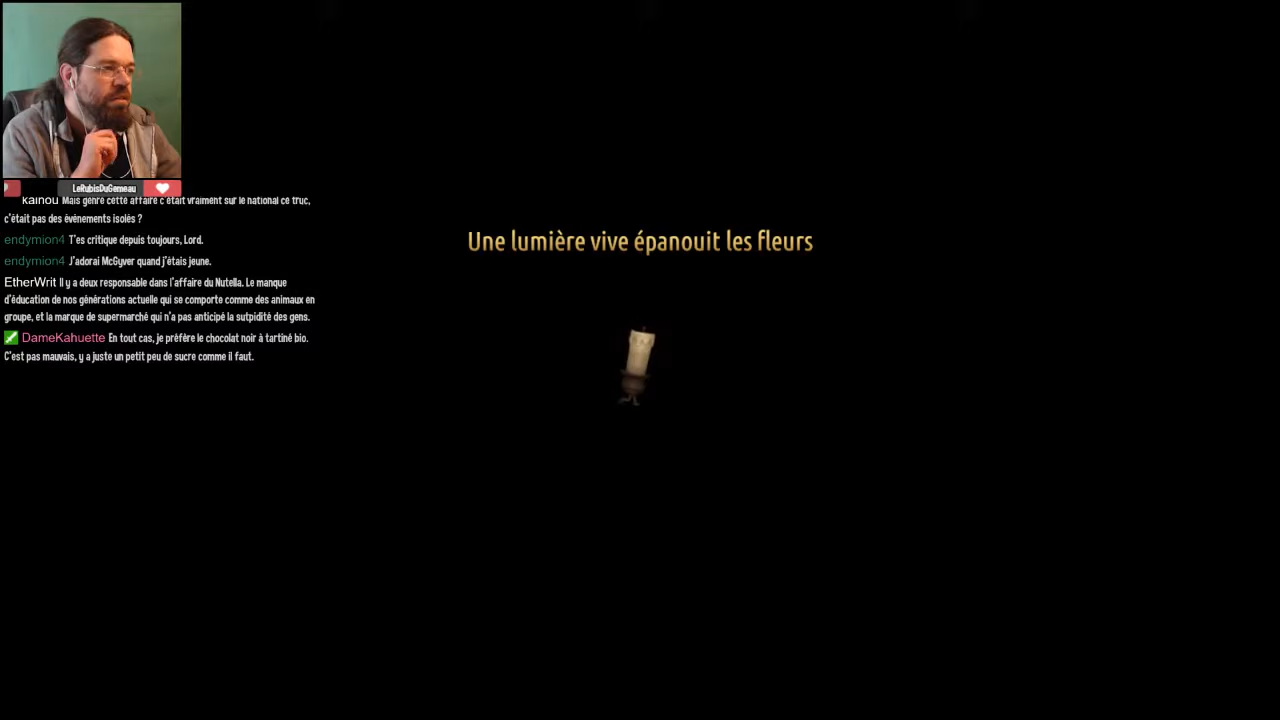 LeRubisDuGemeau
kainou Mais genre cette affaire c'était vraiment sur le national ce truc,
c'était pas des événements isolés ?
endymion4 T'es critique depuis toujours, Lord.
endymion4 J'adorai McGyver quand j'étais jeune.
EtherWrit Il y a deux responsable dans l'affaire du Nutella. Le manque
d'éducation de nos générations actuelle qui se comporte comme des animaux en
groupe, et la marque de supermarché qui n'a pas anticipé la sutpidité des gens.
DameKahuette En tout cas, je préfère le chocolat noir à tartiné bio.
C'est pas mauvais, y a juste un petit peu de sucre comme il faut.
Une lumière vive épanouit les fleurs